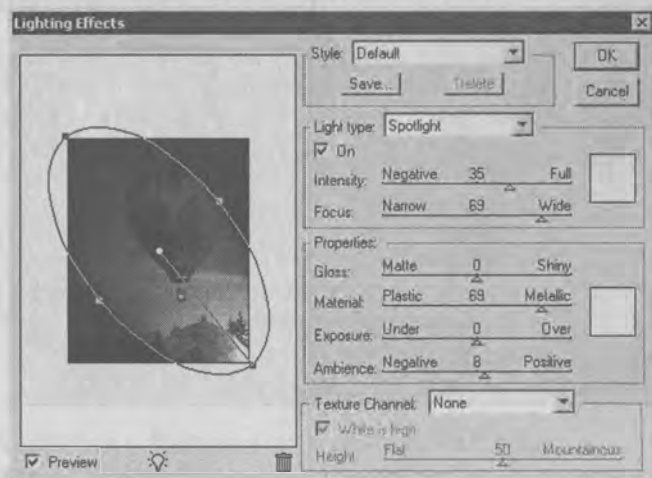 Lighting Effects
Style: Default
OK
Save...
Delete
Cancel
Light type: Spotlight
On
Intensity: Negative 35 Full
Focus: Narrow 69 Wide
Properties:
Gloss: Matte 0 Shiny
Material: Plastic 69 Metallic
Exposure: Under 0 Over
Ambience: Negative 8 Positive
Texture Channel: None
White is high
Height Flat 50 Mountainous
Preview